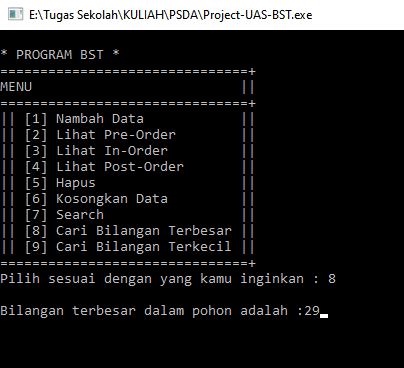 E:\Tugas Sekolah\KULIAH\PSDA\Project-UAS-BST.exe
* PROGRAM BST *
===============================+
MENU                          ||
===============================+
|| [1] Nambah Data            ||
|| [2] Lihat Pre-Order        ||
|| [3] Lihat In-Order         ||
|| [4] Lihat Post-Order       ||
|| [5] Hapus                  ||
|| [6] Kosongkan Data         ||
|| [7] Search                 ||
|| [8] Cari Bilangan Terbesar ||
|| [9] Cari Bilangan Terkecil ||
===============================+
Pilih sesuai dengan yang kamu inginkan : 8
Bilangan terbesar dalam pohon adalah :29